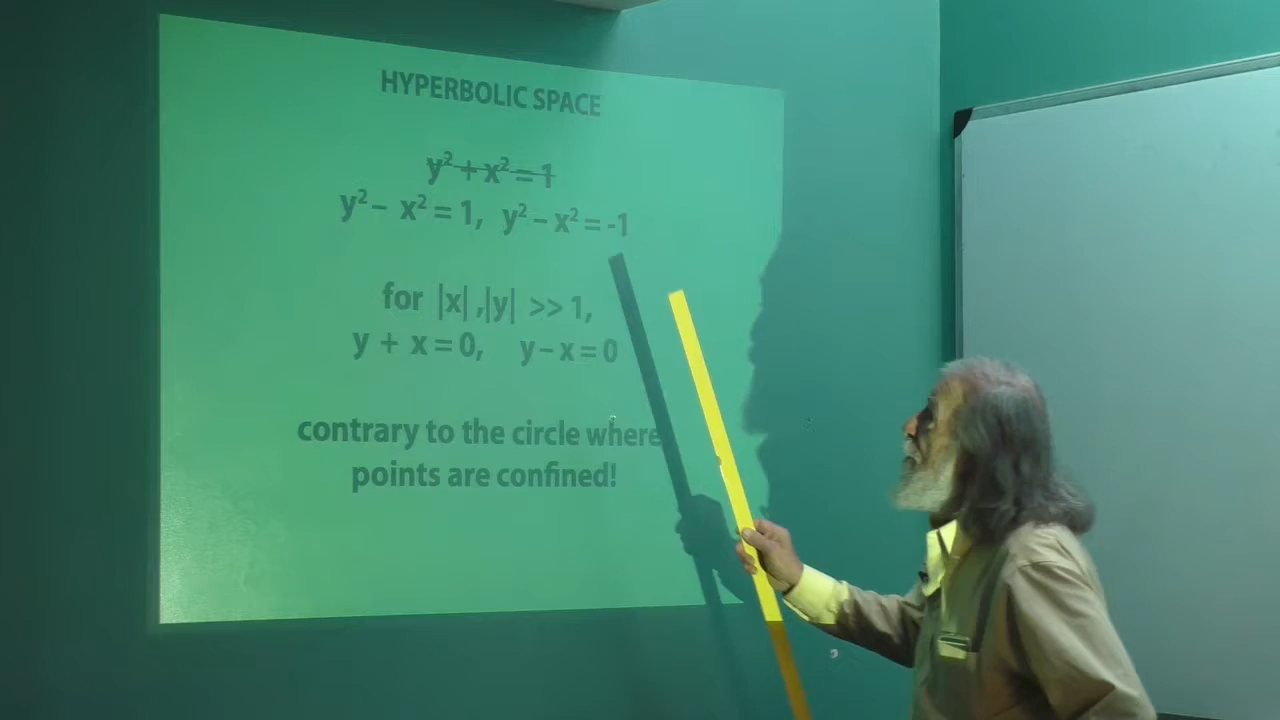 HYPERBOLIC SPACE
y² + x² = 1
y² – x² = 1, y² – x² = -1
for |x| ,|y| >> 1,
y + x = 0, y – x = 0
contrary to the circle where
points are confined!